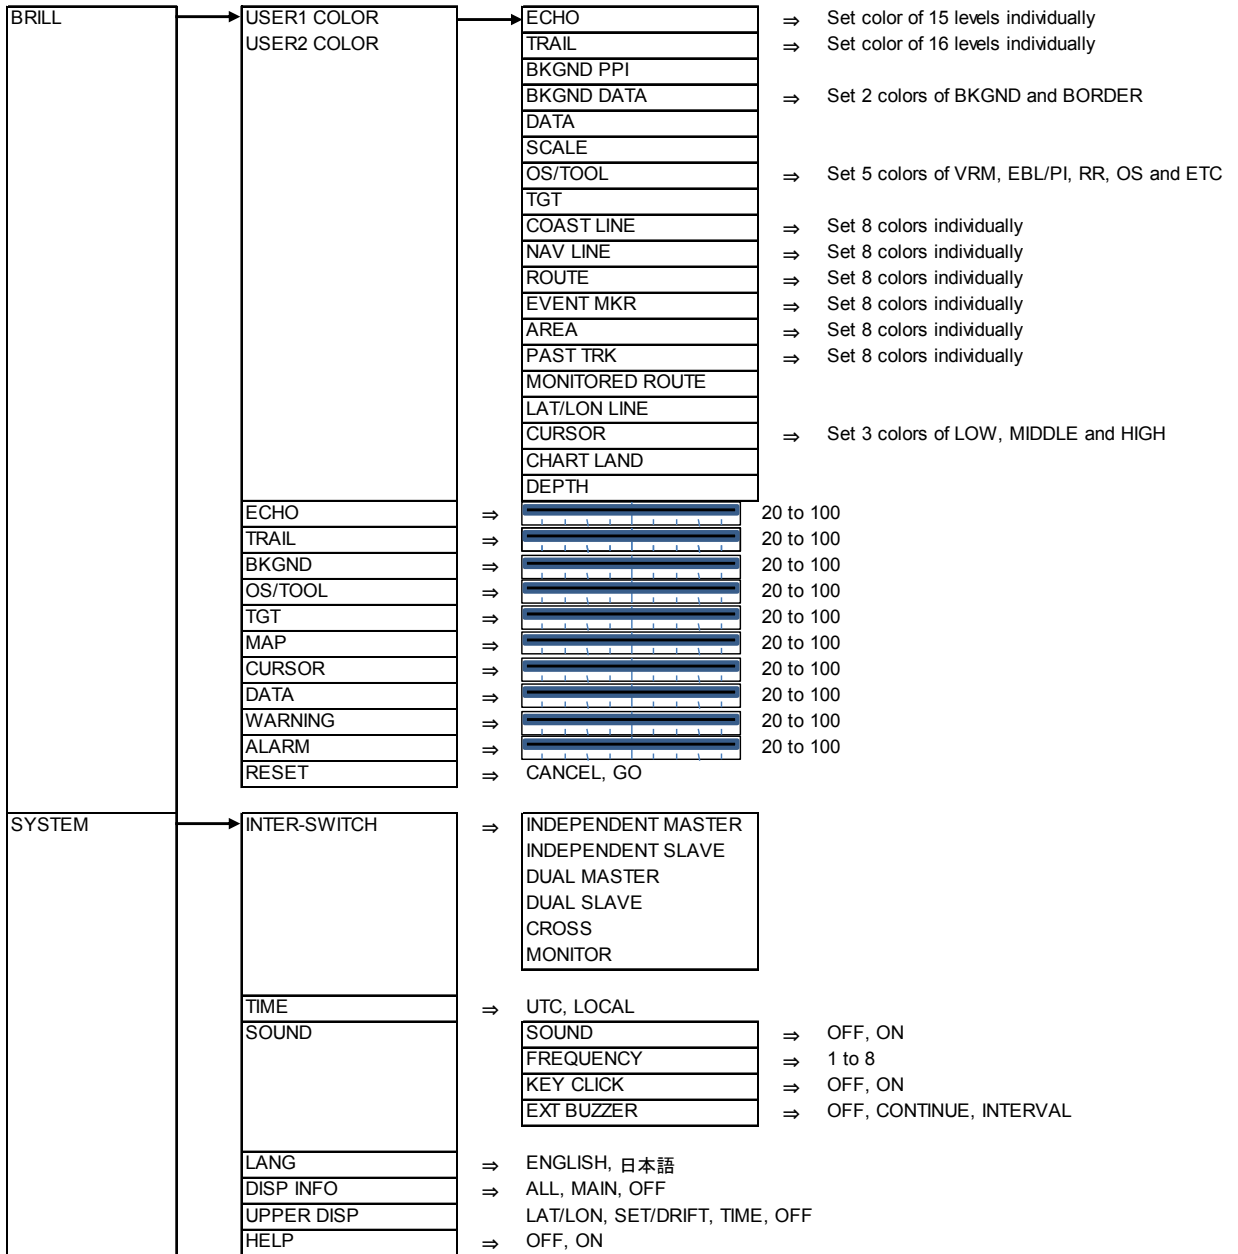 BRILL USER1 COLOR ECHO ⇒ Set color of 15 levels individually
USER2 COLOR TRAIL ⇒ Set color of 16 levels individually
BKGND PPI
BKGND DATA ⇒ Set 2 colors of BKGND and BORDER
DATA
SCALE
OS/TOOL ⇒ Set 5 colors of VRM, EBL/PI, RR, OS and ETC
TGT
COAST LINE ⇒ Set 8 colors individually
NAV LINE ⇒ Set 8 colors individually
ROUTE ⇒ Set 8 colors individually
EVENT MKR ⇒ Set 8 colors individually
AREA ⇒ Set 8 colors individually
PAST TRK ⇒ Set 8 colors individually
MONITORED ROUTE
LAT/LON LINE
CURSOR ⇒ Set 3 colors of LOW, MIDDLE and HIGH
CHART LAND
DEPTH
ECHO ⇒ 20 to 100
TRAIL ⇒ 20 to 100
BKGND ⇒ 20 to 100
OS/TOOL ⇒ 20 to 100
TGT ⇒ 20 to 100
MAP ⇒ 20 to 100
CURSOR ⇒ 20 to 100
DATA ⇒ 20 to 100
WARNING ⇒ 20 to 100
ALARM ⇒ 20 to 100
RESET ⇒ CANCEL, GO
SYSTEM INTER-SWITCH ⇒ INDEPENDENT MASTER
INDEPENDENT SLAVE
DUAL MASTER
DUAL SLAVE
CROSS
MONITOR
TIME ⇒ UTC, LOCAL
SOUND SOUND ⇒ OFF, ON
FREQUENCY ⇒ 1 to 8
KEY CLICK ⇒ OFF, ON
EXT BUZZER ⇒ OFF, CONTINUE, INTERVAL
LANG ⇒ ENGLISH, 日本語
DISP INFO ⇒ ALL, MAIN, OFF
UPPER DISP LAT/LON, SET/DRIFT, TIME, OFF
HELP ⇒ OFF, ON